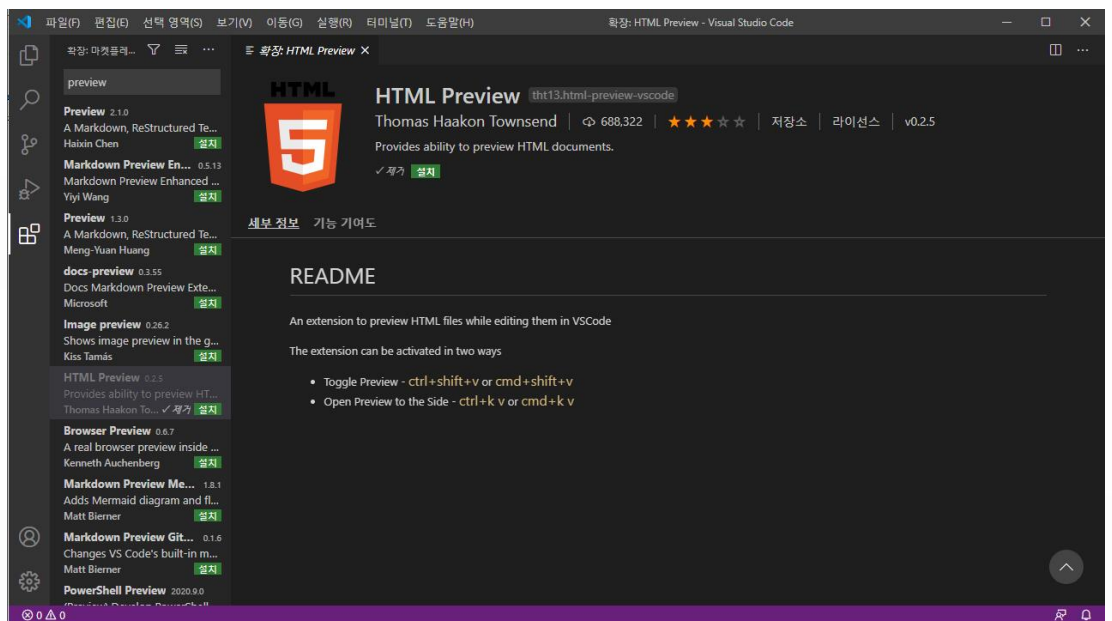 파일(F) 편집(E) 선택 영역(S) 보기(V) 이동(G) 실행(R) 터미널(T) 도움말(H)
확장: HTML Preview - Visual Studio Code
확장: 마켓플레...
preview
Preview 2.1.0
A Markdown, ReStructured Te...
Haixin Chen 설치
Markdown Preview En... 0.5.13
Markdown Preview Enhanced ...
Yiyi Wang 설치
Preview 1.3.0
A Markdown, ReStructured Te...
Meng-Yuan Huang 설치
docs-preview 0.3.55
Docs Markdown Preview Exte...
Microsoft 설치
Image preview 0.26.2
Shows image preview in the g...
Kiss Tamás 설치
HTML Preview 0.2.5
Provides ability to preview HT...
Thomas Haakon To... ✓ 제거 설치
Browser Preview 0.6.7
A real browser preview inside ...
Kenneth Auchenberg 설치
Markdown Preview Me... 1.8.1
Adds Mermaid diagram and fl...
Matt Bierner 설치
Markdown Preview Git... 0.1.6
Changes VS Code's built-in m...
Matt Bierner 설치
PowerShell Preview 2020.9.0
확장: HTML Preview
HTML
5
HTML Preview tht13.html-preview-vscode
Thomas Haakon Townsend | 688,322 | ★★★☆☆ | 저장소 | 라이선스 | v0.2.5
Provides ability to preview HTML documents.
✓ 제거 설치
세부 정보 기능 기여도
README
An extension to preview HTML files while editing them in VSCode
The extension can be activated in two ways
• Toggle Preview - ctrl+shift+v or cmd+shift+v
• Open Preview to the Side - ctrl+k v or cmd+k v
0 0